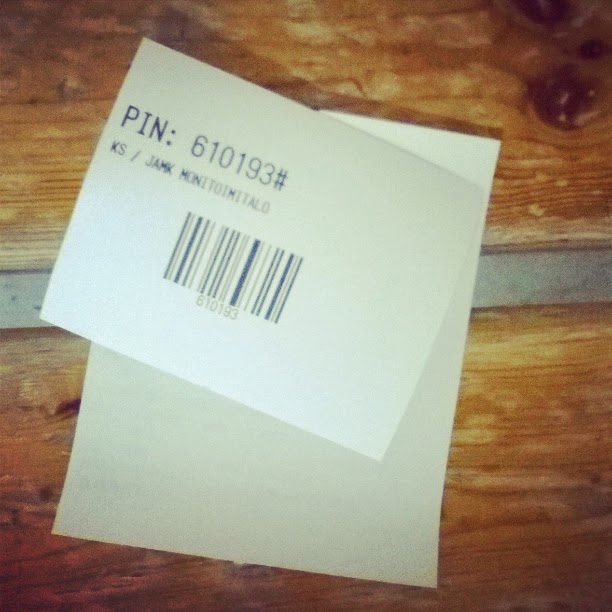 PIN: 610193#
KS / JAMK MONITOIMITALO
610193